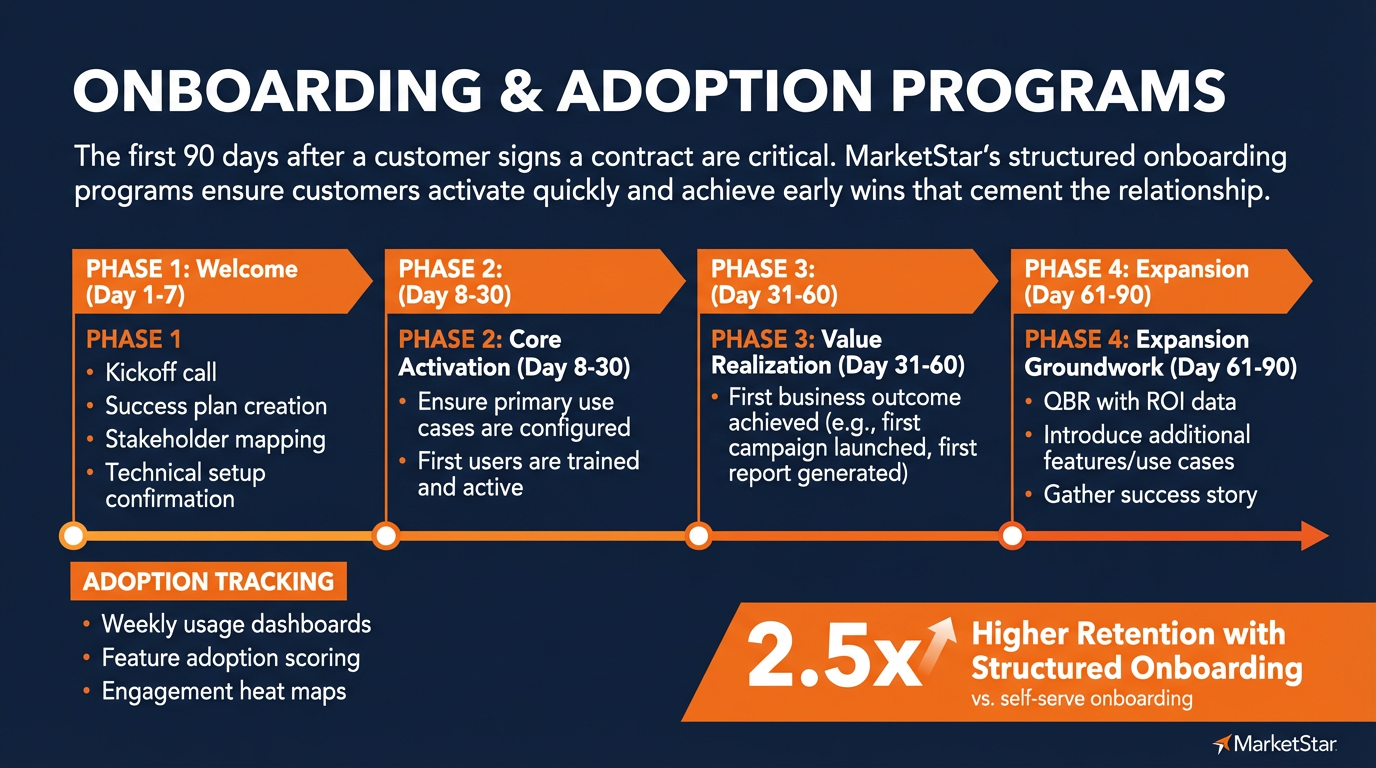 ONBOARDING & ADOPTION PROGRAMS
The first 90 days after a customer signs a contract are critical. MarketStar's structured onboarding
programs ensure customers activate quickly and achieve early wins that cement the relationship.
PHASE 1: Welcome
(Day 1-7)
PHASE 1
• Kickoff call
• Success plan creation
• Stakeholder mapping
• Technical setup
confirmation
PHASE 2:
(Day 8-30)
PHASE 2: Core
Activation (Day 8-30)
• Ensure primary use
cases are configured
• First users are trained
and active
PHASE 3:
(Day 31-60)
PHASE 3: Value
Realization (Day 31-60)
• First business outcome
achieved (e.g., first
campaign launched, first
report generated)
PHASE 4: Expansion
(Day 61-90)
PHASE 4: Expansion
Groundwork (Day 61-90)
• QBR with ROI data
• Introduce additional
features/use cases
• Gather success story
ADOPTION TRACKING
• Weekly usage dashboards
• Feature adoption scoring
• Engagement heat maps
2.5x
Higher Retention with
Structured Onboarding
vs. self-serve onboarding
MarketStar